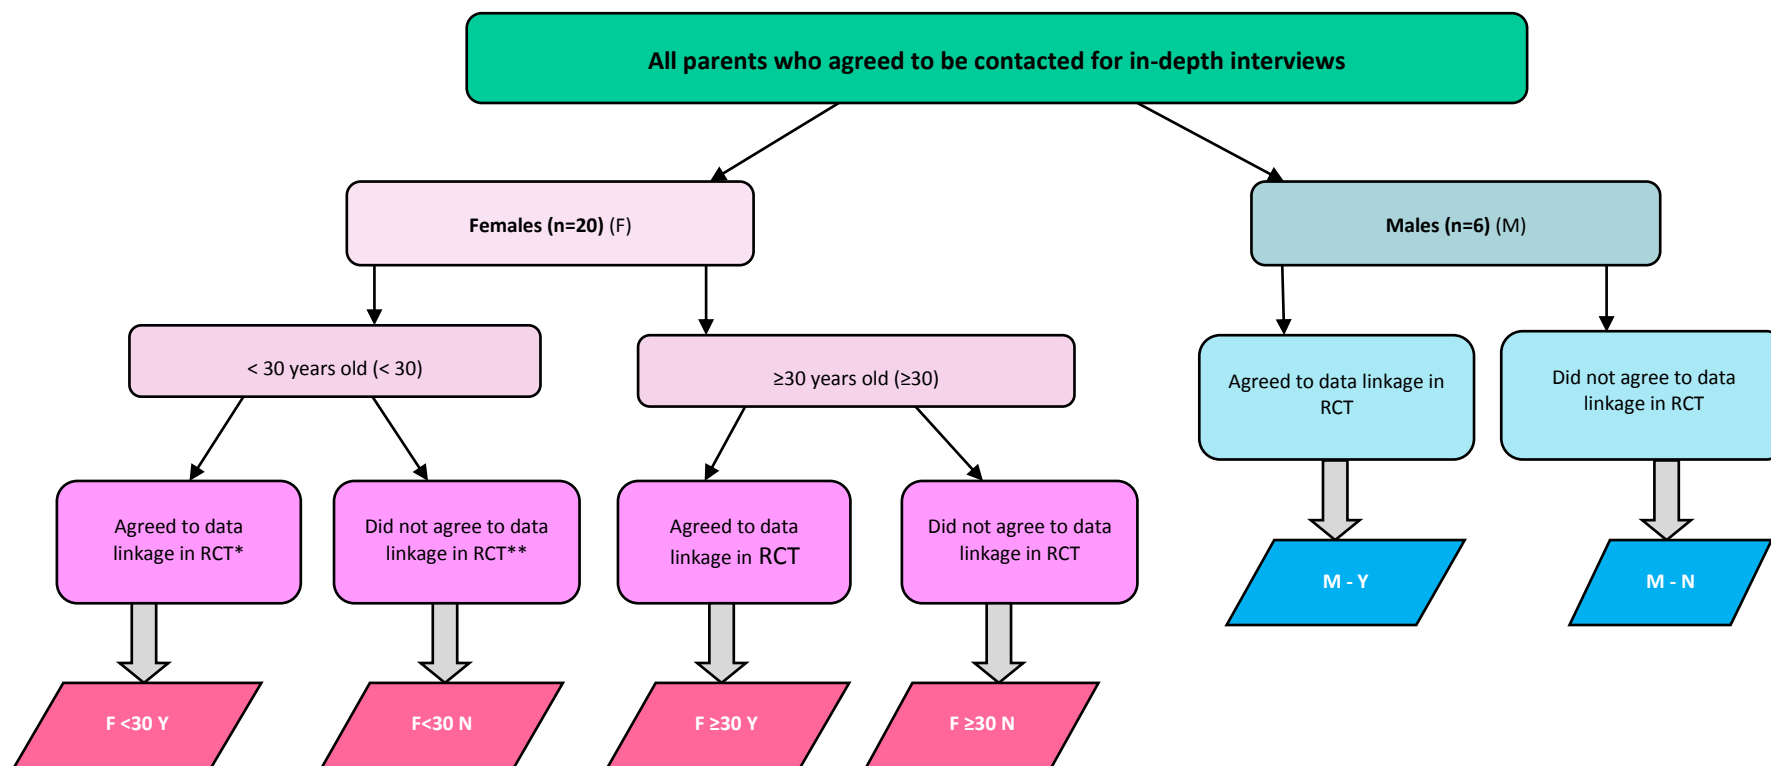 All parents who agreed to be contacted for in-depth interviews
Females (n=20) (F)
Males (n=6) (M)
< 30 years old (< 30)
≥30 years old (≥30)
Agreed to data linkage in
RCT
Did not agree to data
linkage in RCT
Agreed to data
linkage in RCT*
Did not agree to data
linkage in RCT**
Agreed to data
linkage in RCT
Did not agree to data
linkage in RCT
M - Y
M - N
F <30 Y
F<30 N
F ≥30 Y
F ≥30 N